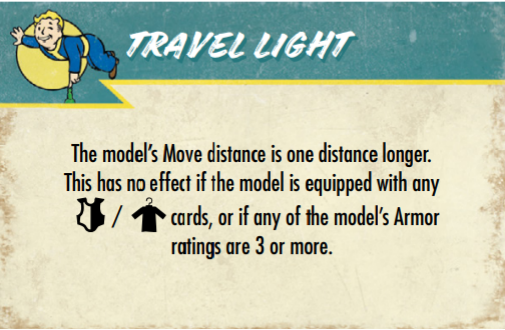 TRAVEL LIGHT
The model's Move distance is one distance longer.
This has no effect if the model is equipped with any
/ cards, or if any of the model's Armor
ratings are 3 or more.